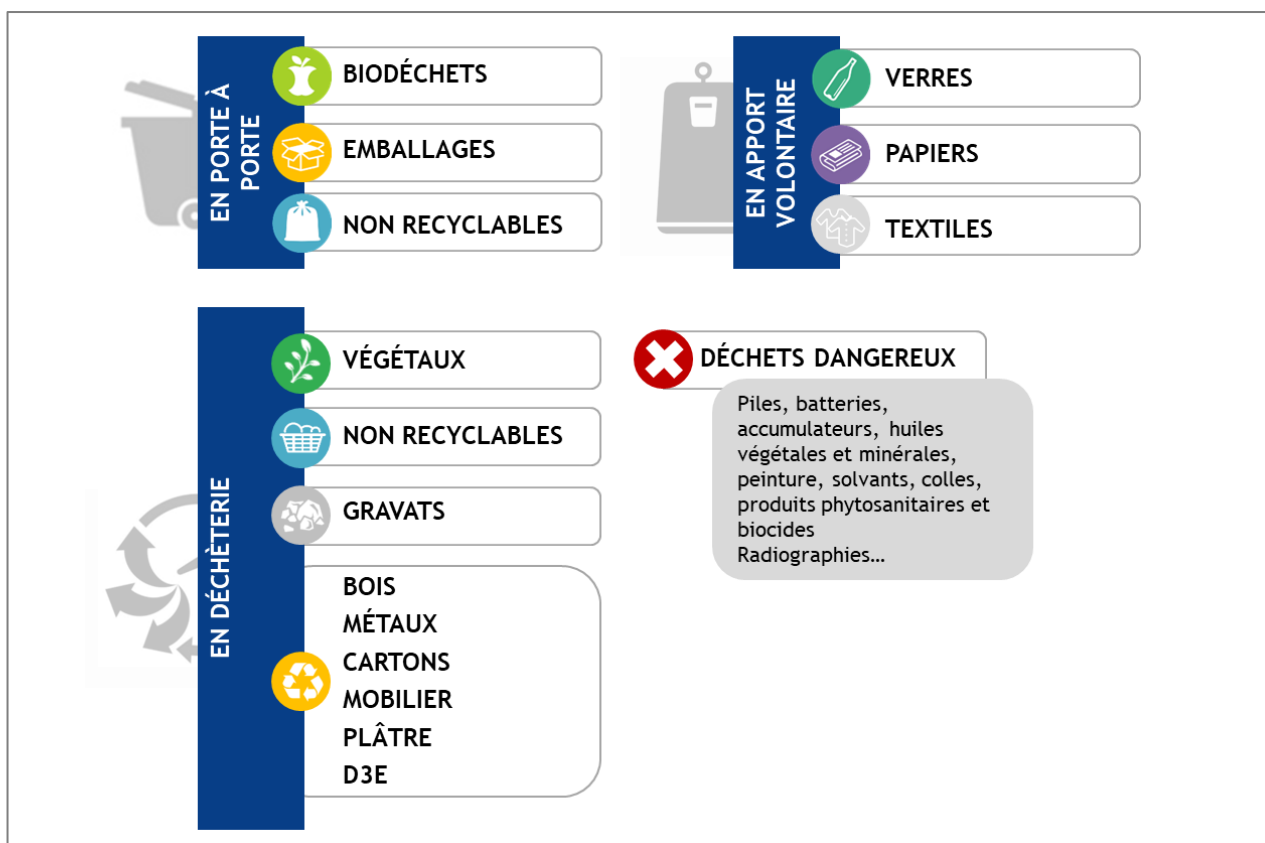 EN PORTE À
PORTE
BIODÉCHETS
EMBALLAGES
NON RECYCLABLES
EN APPORT
VOLONTAIRE
VERRES
PAPIERS
TEXTILES
EN DÉCHÈTERIE
VÉGÉTAUX
NON RECYCLABLES
GRAVATS
BOIS
MÉTAUX
CARTONS
MOBILIER
PLÂTRE
D3E
DÉCHETS DANGEREUX
Piles, batteries,
accumulateurs, huiles
végétales et minérales,
peinture, solvants, colles,
produits phytosanitaires et
biocides
Radiographies…